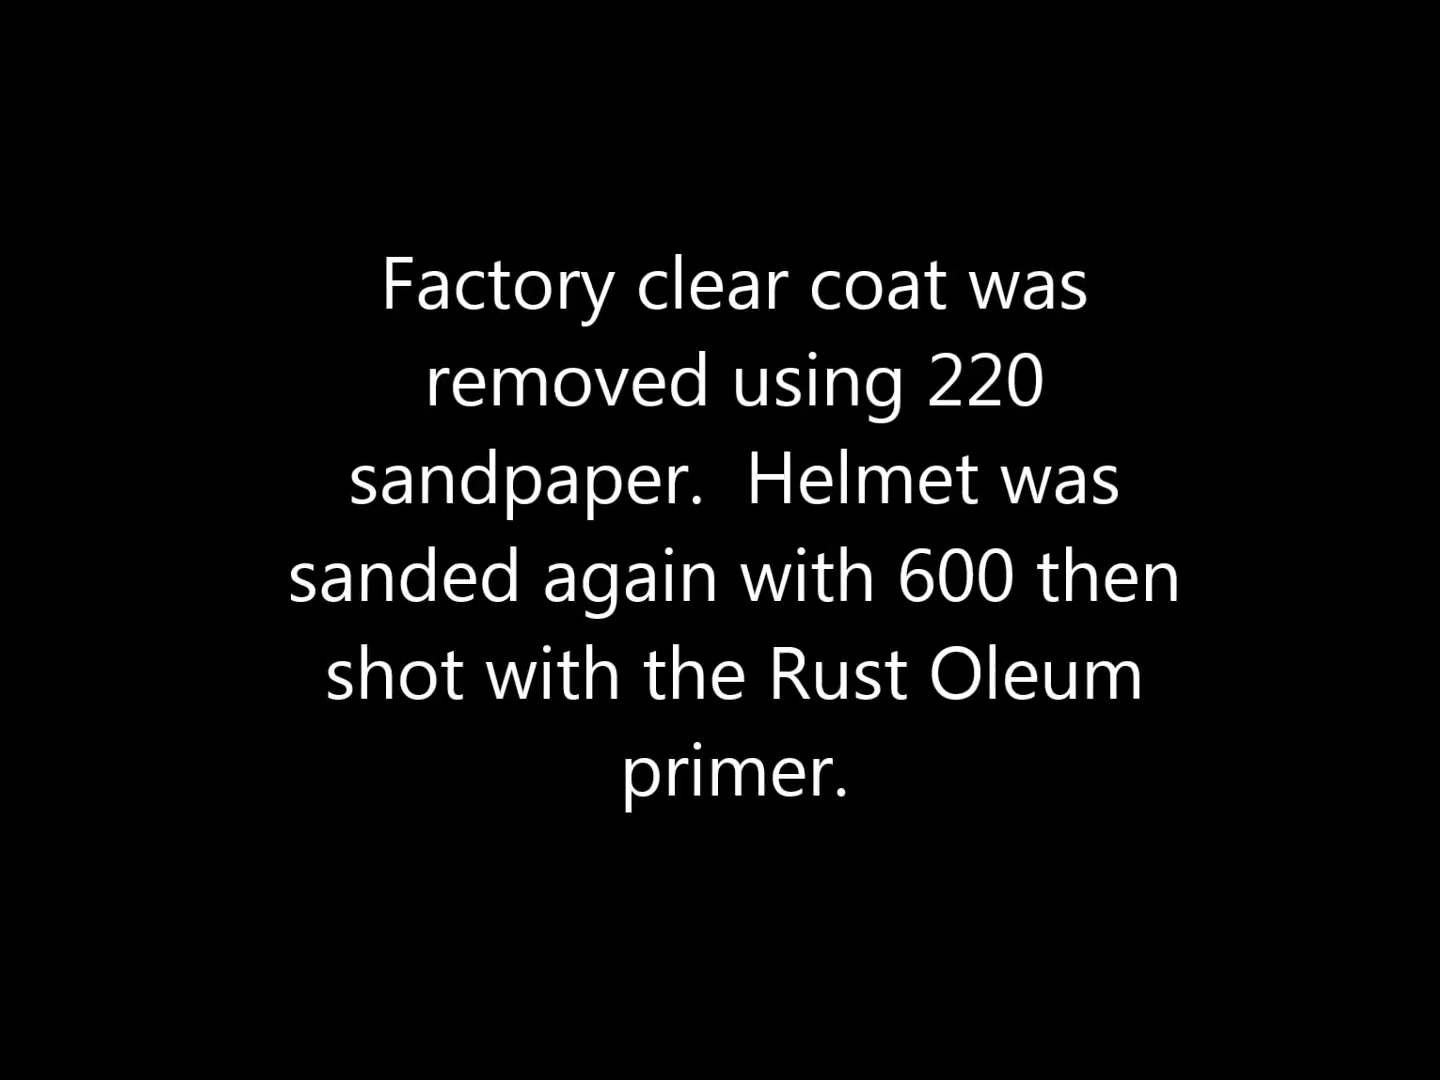 Factory clear coat was
removed using 220
sandpaper.  Helmet was
sanded again with 600 then
shot with the Rust Oleum
primer.